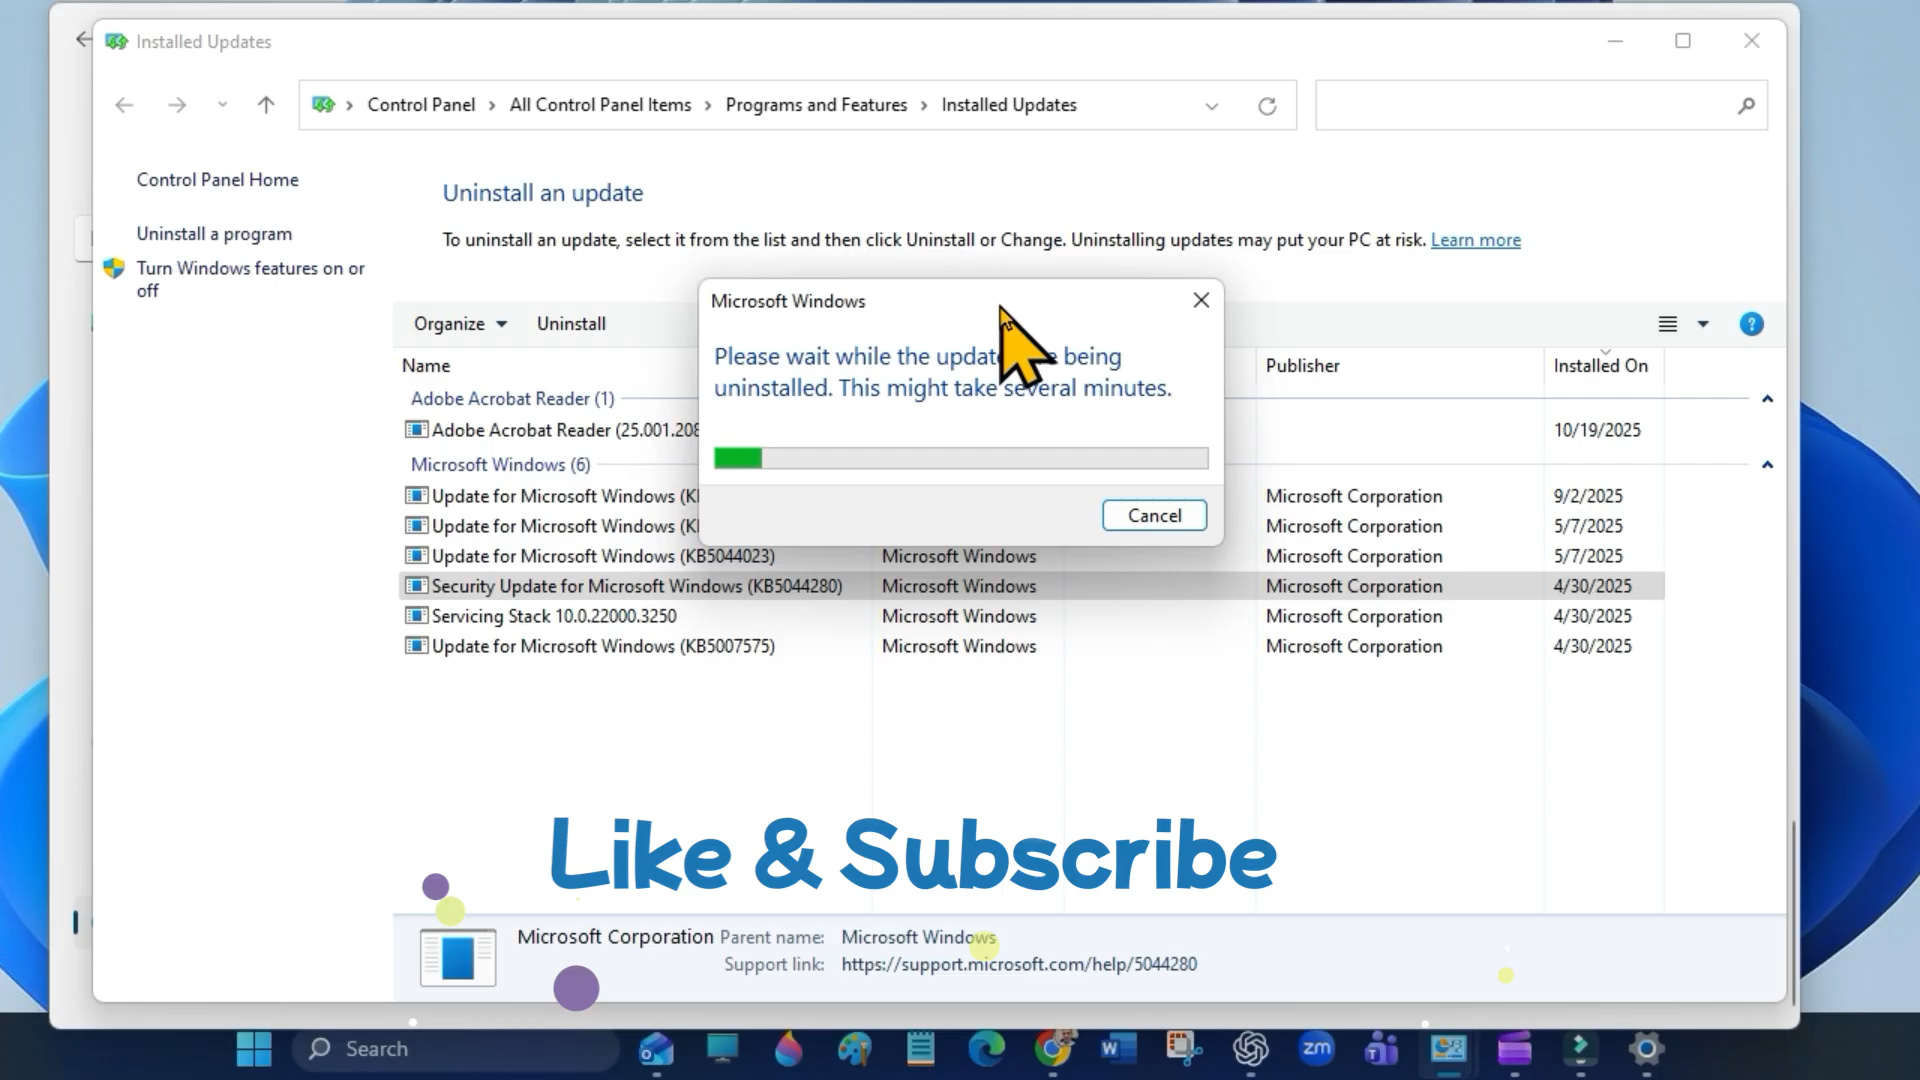 Installed Updates
Control Panel > All Control Panel Items > Programs and Features > Installed Updates
Control Panel Home
Uninstall a program
Turn Windows features on or
off
Uninstall an update
To uninstall an update, select it from the list and then click Uninstall or Change. Uninstalling updates may put your PC at risk. Learn more
Organize Uninstall
Microsoft Windows
Please wait while the being
uninstalled. This might take several minutes.
Cancel
Name Publisher Installed On
Adobe Acrobat Reader (1)
Adobe Acrobat Reader (25.001.208 10/19/2025
Microsoft Windows (6)
Update for Microsoft Windows (K Microsoft Corporation 9/2/2025
Update for Microsoft Windows (K Microsoft Corporation 5/7/2025
Update for Microsoft Windows (KB5044023) Microsoft Windows Microsoft Corporation 5/7/2025
Security Update for Microsoft Windows (KB5044280) Microsoft Windows Microsoft Corporation 4/30/2025
Servicing Stack 10.0.22000.3250 Microsoft Windows Microsoft Corporation 4/30/2025
Update for Microsoft Windows (KB5007575) Microsoft Windows Microsoft Corporation 4/30/2025
Like & Subscribe
Microsoft Corporation Parent name: Microsoft Windows
Support link: https://support.microsoft.com/help/5044280
Search
zm